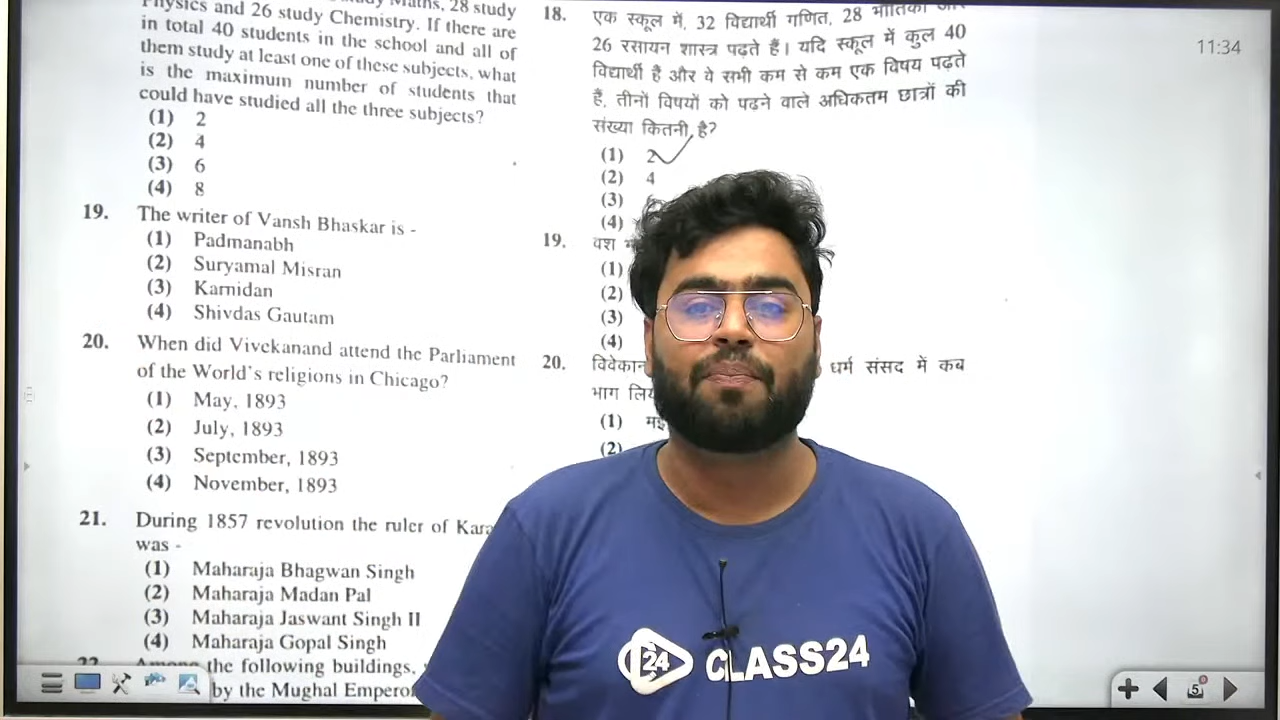 Maths, 28 study
Physics and 26 study Chemistry. If there are
in total 40 students in the school and all of
them study at least one of these subjects, what
is the maximum number of students that
could have studied all the three subjects?
(1) 2
(2) 4
(3) 6
(4) 8
19. The writer of Vansh Bhaskar is -
(1) Padmanabh
(2) Suryamal Misran
(3) Karnidan
(4) Shivdas Gautam
20. When did Vivekanand attend the Parliament
of the World's religions in Chicago?
(1) May, 1893
(2) July, 1893
(3) September, 1893
(4) November, 1893
21. During 1857 revolution the ruler of
was -
(1) Maharaja Bhagwan Singh
(2) Maharaja Madan Pal
(3) Maharaja Jaswant Singh II
(4) Maharaja Gopal Singh
22. Among the following buildings,
by the Mughal
18. एक स्कूल में, 32 विद्यार्थी गणित, 28 भौतिकी और
26 रसायन शास्त्र पढ़ते हैं। यदि स्कूल में कुल 40
विद्यार्थी हैं और वे सभी कम से कम एक विषय पढ़ते
हैं, तीनों विषयों को पढ़ने वाले अधिकतम छात्रों की
संख्या कितनी है?
(1) 2
(2) 4
(3)
(4)
19. वंश
(1)
(2)
(3)
(4)
20. धर्म संसद में कब
भाग
(1)
(2)
11:34
24 CLASS24
5